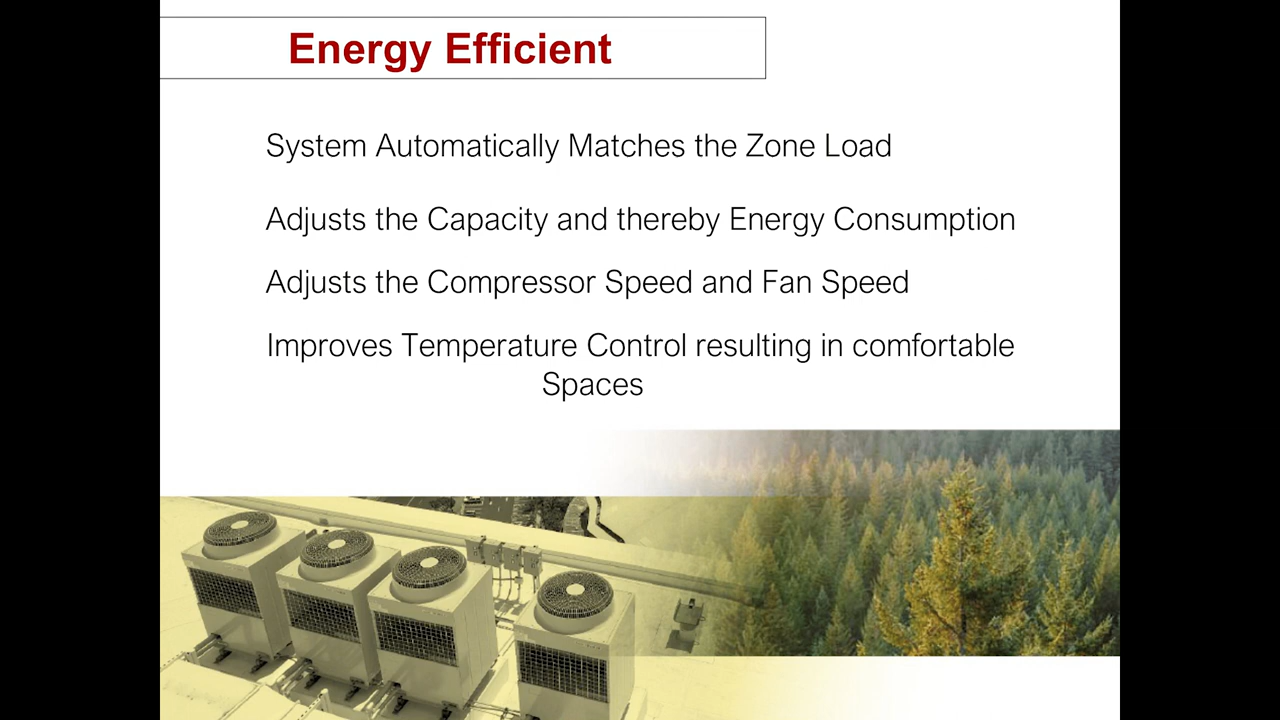 Energy Efficient
System Automatically Matches the Zone Load
Adjusts the Capacity and thereby Energy Consumption
Adjusts the Compressor Speed and Fan Speed
Improves Temperature Control resulting in comfortable
Spaces